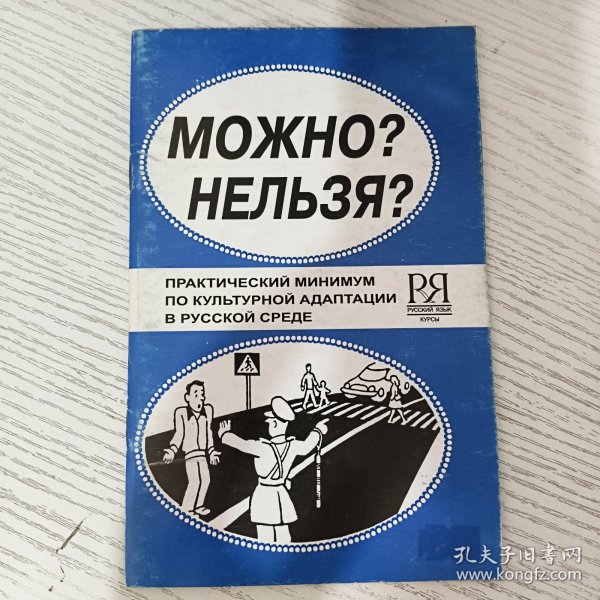 МОЖНО?
НЕЛЬЗЯ?
ПРАКТИЧЕСКИЙ МИНИМУМ
ПО КУЛЬТУРНОЙ АДАПТАЦИИ
В РУССКОЙ СРЕДЕ
РЯ
РУССКИЙ ЯЗЫК
КУРСЫ
孔夫子旧书网
www.kongfz.com